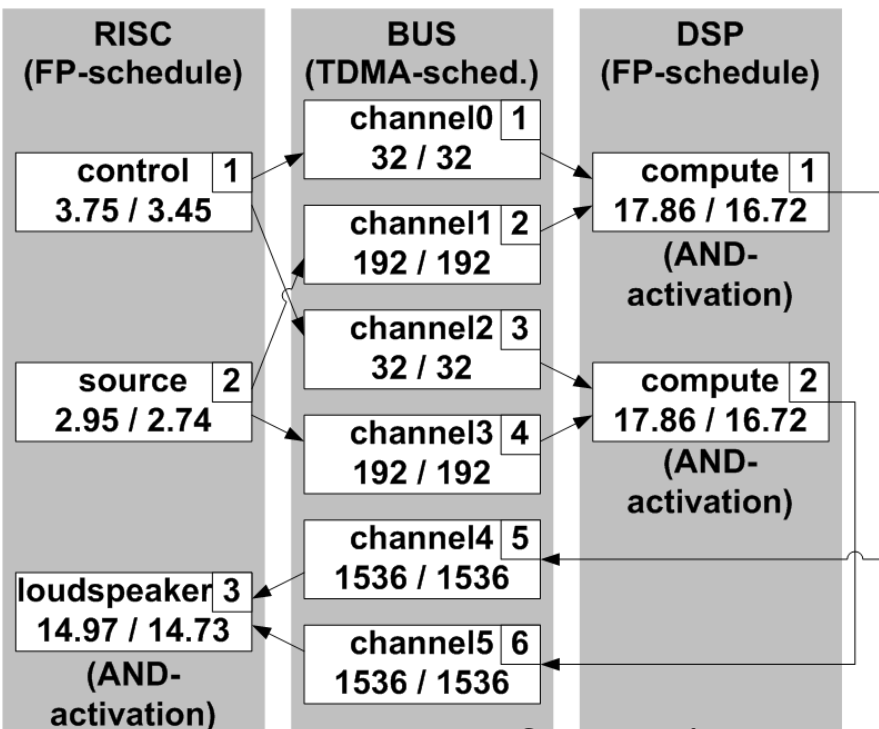 RISC
(FP-schedule)
control 1
3.75 / 3.45
source 2
2.95 / 2.74
loudspeaker 3
14.97 / 14.73
(AND-
activation)
BUS
(TDMA-sched.)
channel0 1
32 / 32
channel1 2
192 / 192
channel2 3
32 / 32
channel3 4
192 / 192
channel4 5
1536 / 1536
channel5 6
1536 / 1536
DSP
(FP-schedule)
compute 1
17.86 / 16.72
(AND-
activation)
compute 2
17.86 / 16.72
(AND-
activation)